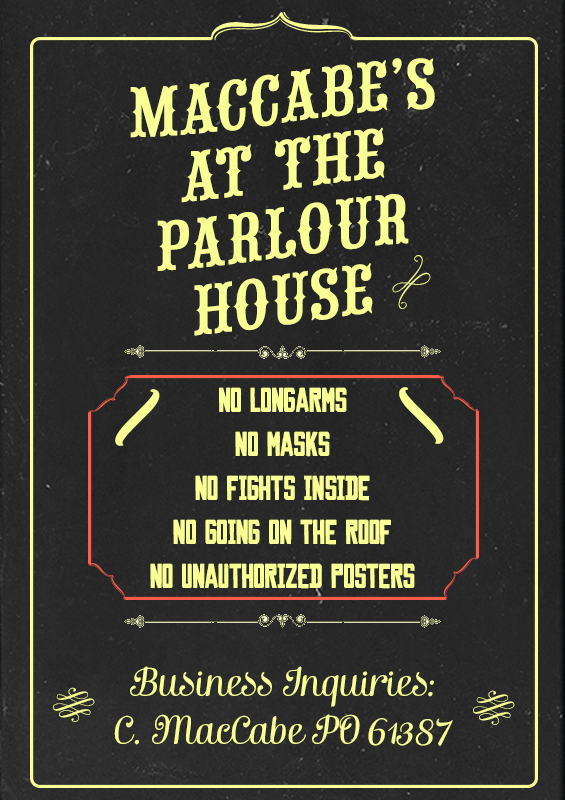 MACCABE'S
AT THE
PARLOUR
HOUSE
NO LONGARMS
NO MASKS
NO FIGHTS INSIDE
NO GOING ON THE ROOF
NO UNAUTHORIZED POSTERS
Business Inquiries:
C. MacCabe PO 61387